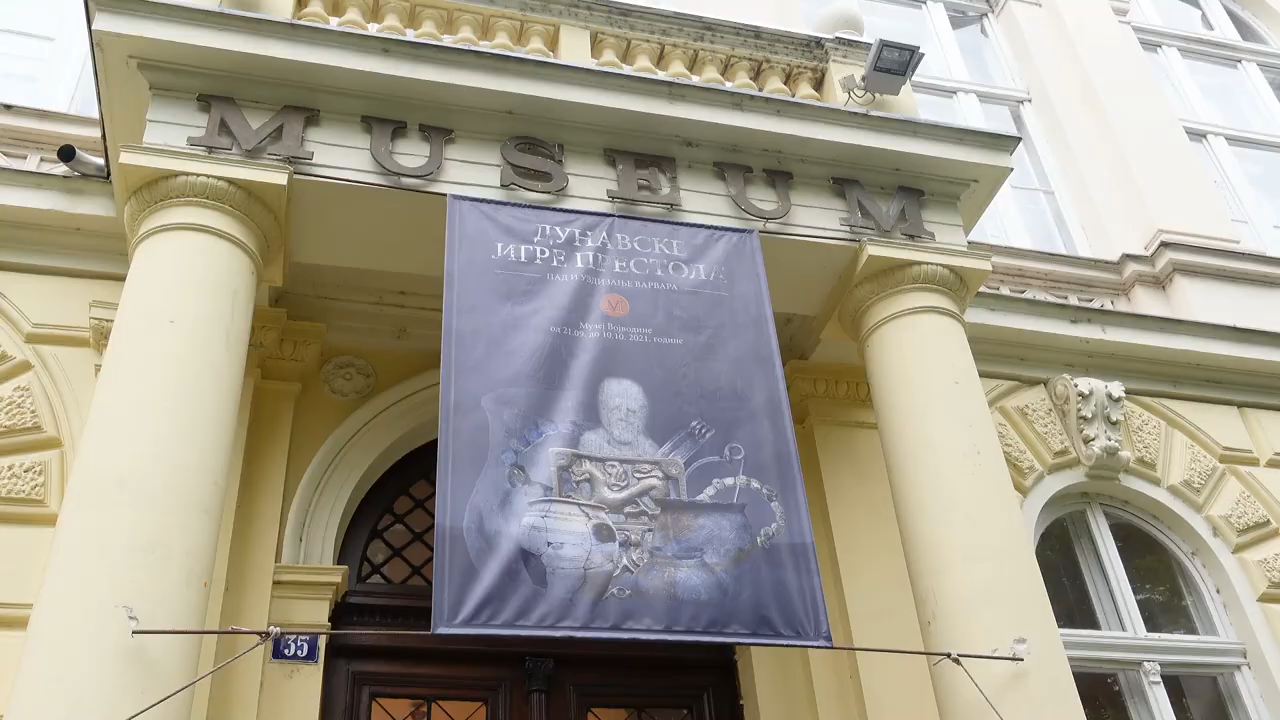 MUSEUM
ДУНАВСКЕ
ИГРЕ ПРЕСТОЛА
ПАД И УЗДИЗАЊЕ ВАРВАРА
М
Музеј Војводине
од 21.09. до 10.10. 2021. године
35